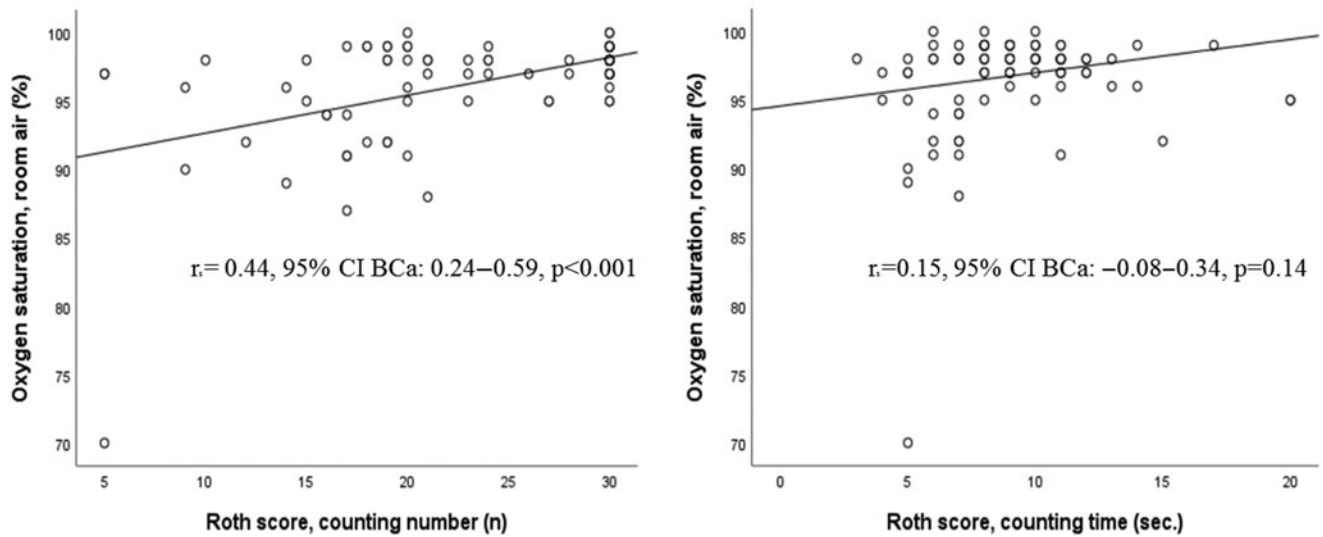 Oxygen saturation, room air (%)
100
95
90
85
80
75
70
5 10 15 20 25 30
Roth score, counting number (n)
rₛ= 0.44, 95% CI BCa: 0.24–0.59, p<0.001
Oxygen saturation, room air (%)
100
95
90
85
80
75
70
0 5 10 15 20
Roth score, counting time (sec.)
rₛ=0.15, 95% CI BCa: −0.08–0.34, p=0.14